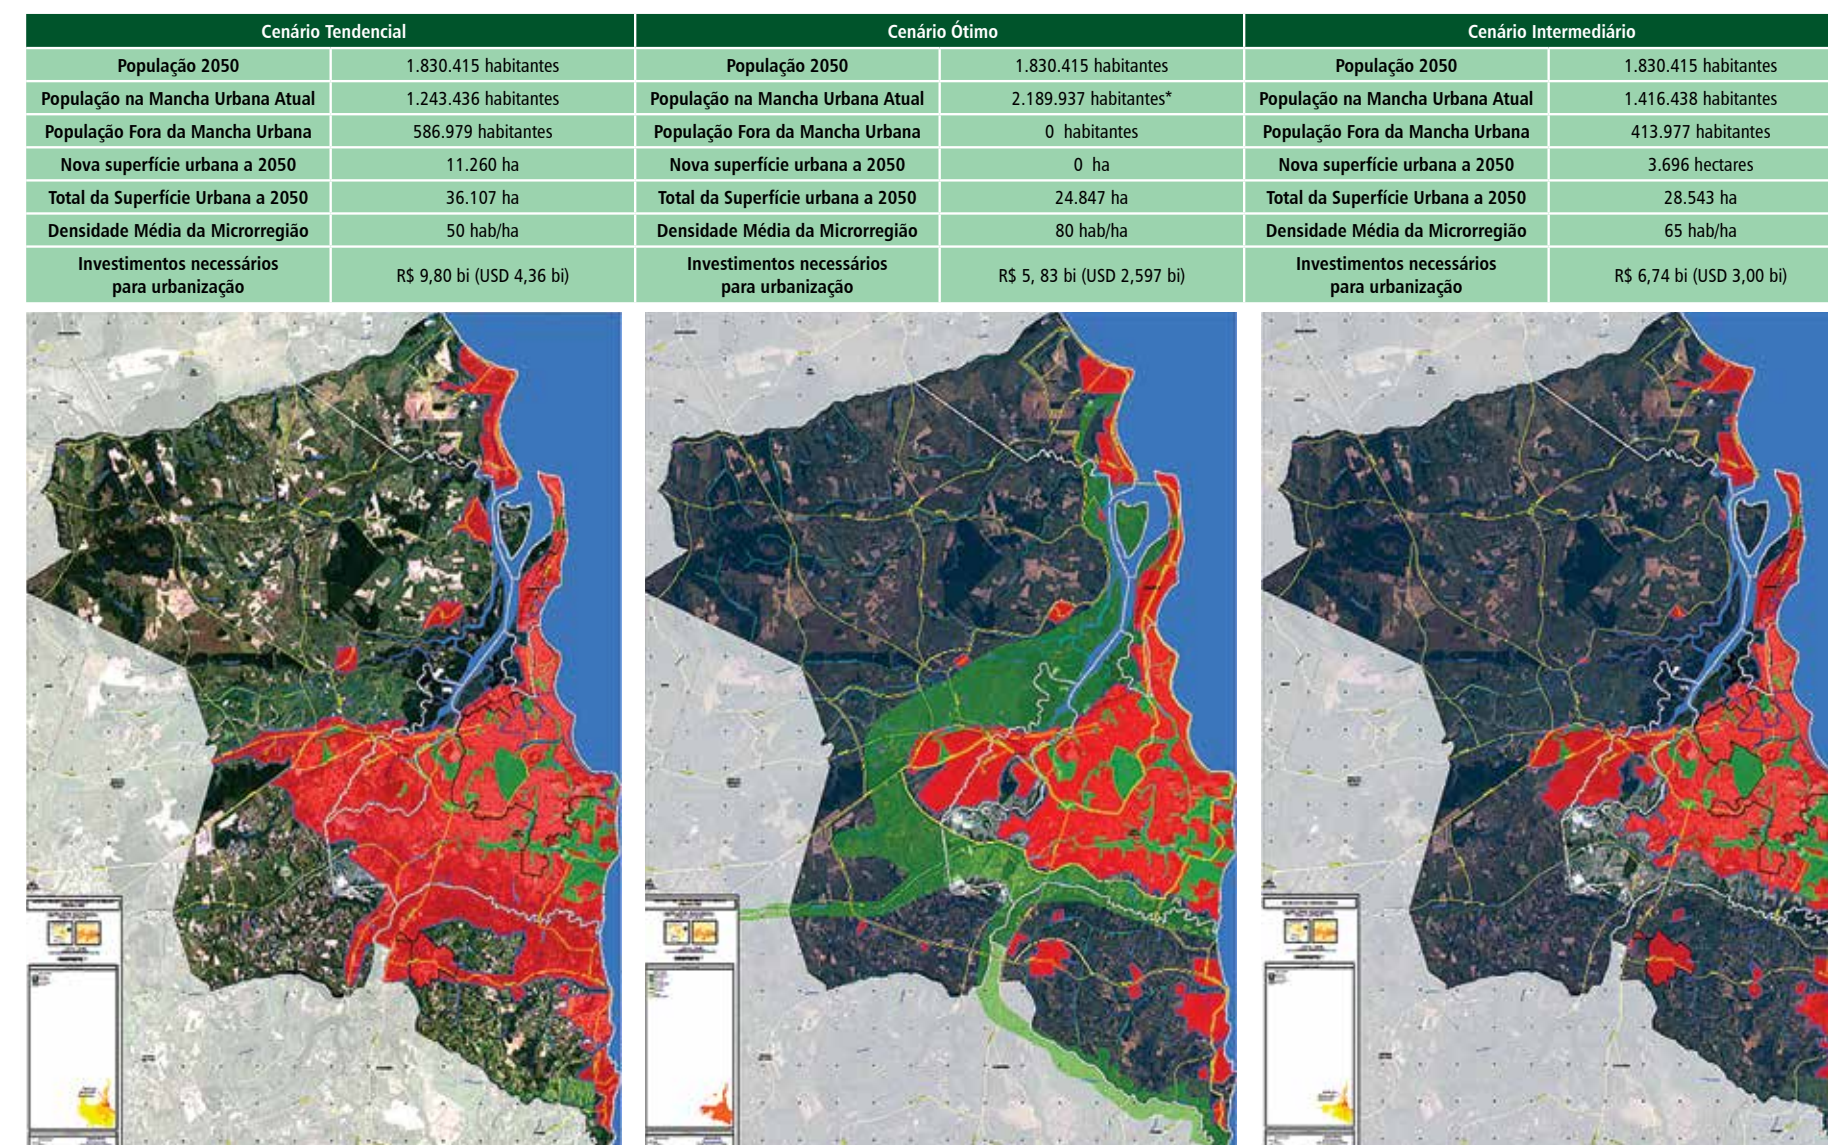 Cenário Tendencial
População 2050 1.830.415 habitantes
População na Mancha Urbana Atual 1.243.436 habitantes
População Fora da Mancha Urbana 586.979 habitantes
Nova superfície urbana a 2050 11.260 ha
Total da Superfície Urbana a 2050 36.107 ha
Densidade Média da Microrregião 50 hab/ha
Investimentos necessários
para urbanização R$ 9,80 bi (USD 4,36 bi)
Cenário Ótimo
População 2050 1.830.415 habitantes
População na Mancha Urbana Atual 2.189.937 habitantes*
População Fora da Mancha Urbana 0 habitantes
Nova superfície urbana a 2050 0 ha
Total da Superfície urbana a 2050 24.847 ha
Densidade Média da Microrregião 80 hab/ha
Investimentos necessários
para urbanização R$ 5, 83 bi (USD 2,597 bi)
Cenário Intermediário
População 2050 1.830.415 habitantes
População na Mancha Urbana Atual 1.416.438 habitantes
População Fora da Mancha Urbana 413.977 habitantes
Nova superfície urbana a 2050 3.696 hectares
Total da Superfície Urbana a 2050 28.543 ha
Densidade Média da Microrregião 65 hab/ha
Investimentos necessários
para urbanização R$ 6,74 bi (USD 3,00 bi)